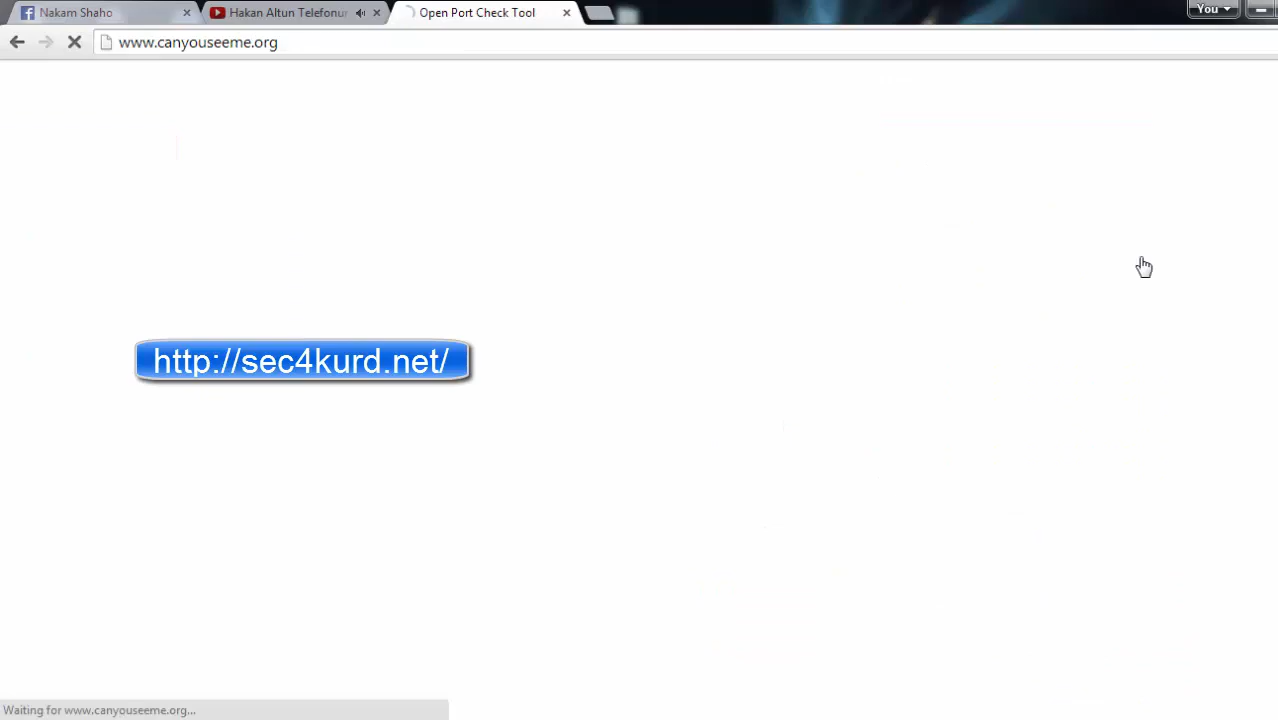 Nakam Shaho
Hakan Altun Telefonun
Open Port Check Tool
You
www.canyouseeme.org
http://sec4kurd.net/
Waiting for www.canyouseeme.org...